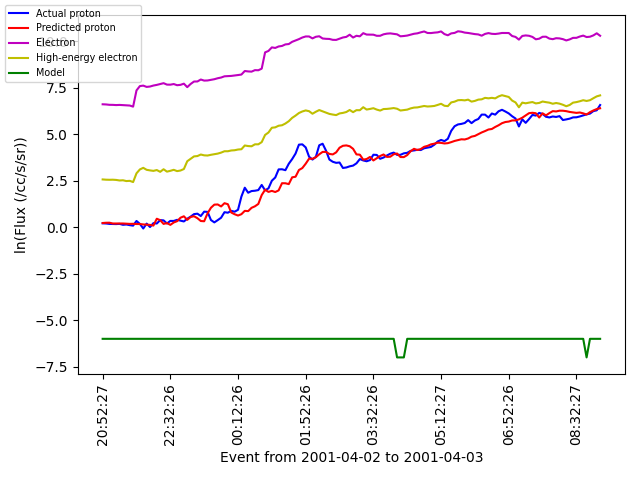 Actual proton
Predicted proton
Electron
High-energy electron
Model
7.5
5.0
2.5
0.0
−2.5
−5.0
−7.5
ln(Flux (/cc/s/sr))
20:52:27
22:32:26
00:12:26
01:52:26
03:32:26
05:12:27
06:52:26
08:32:27
Event from 2001-04-02 to 2001-04-03